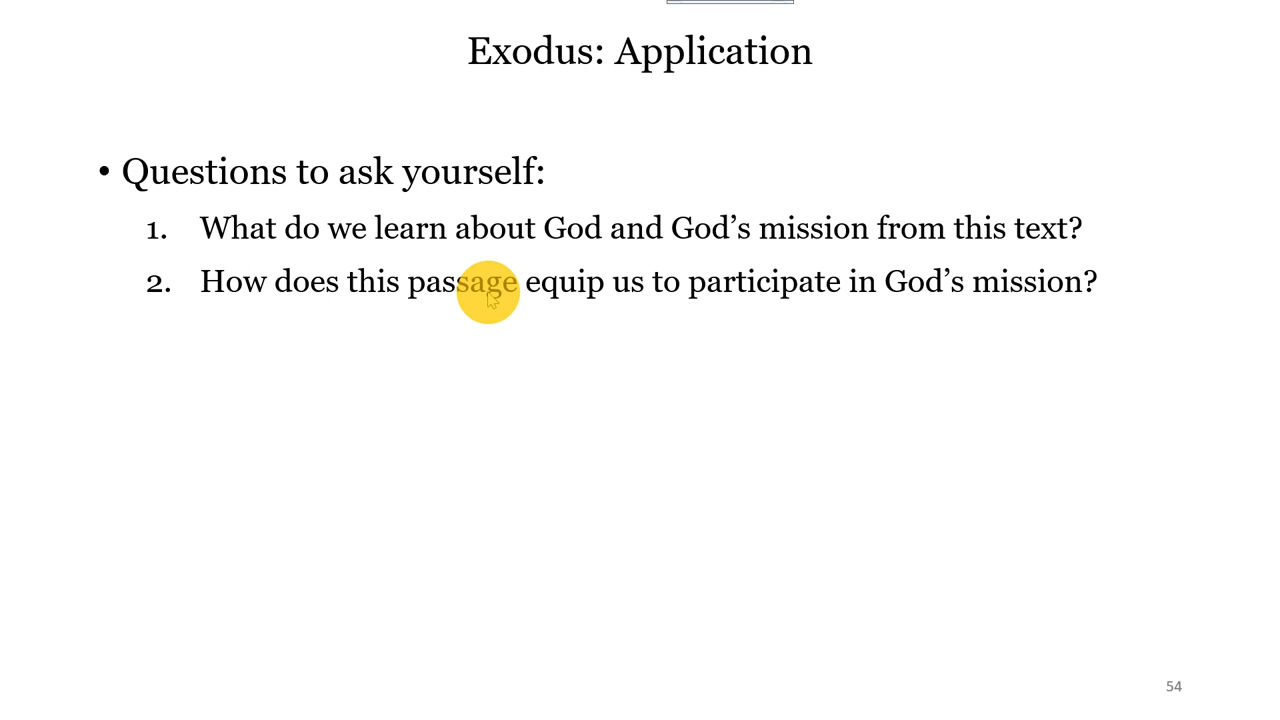 Exodus: Application
• Questions to ask yourself:
1. What do we learn about God and God’s mission from this text?
2. How does this passage equip us to participate in God’s mission?
54